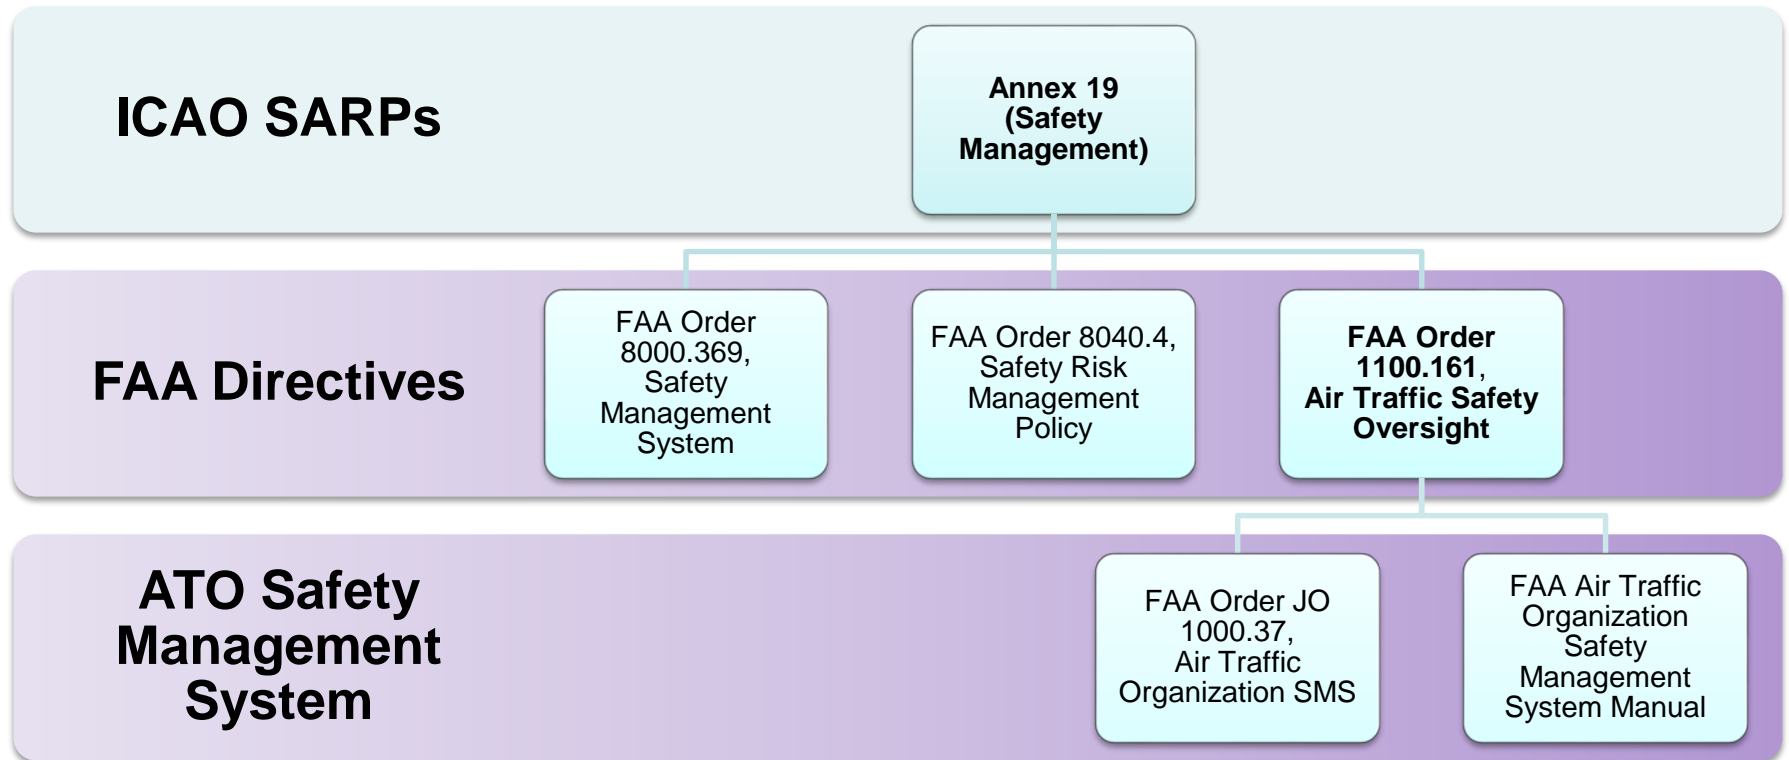 ICAO SARPs
Annex 19
(Safety
Management)
FAA Directives
FAA Order
8000.369,
Safety
Management
System
FAA Order 8040.4,
Safety Risk
Management
Policy
FAA Order
1100.161,
Air Traffic Safety
Oversight
ATO Safety
Management
System
FAA Order JO
1000.37,
Air Traffic
Organization SMS
FAA Air Traffic
Organization
Safety
Management
System Manual